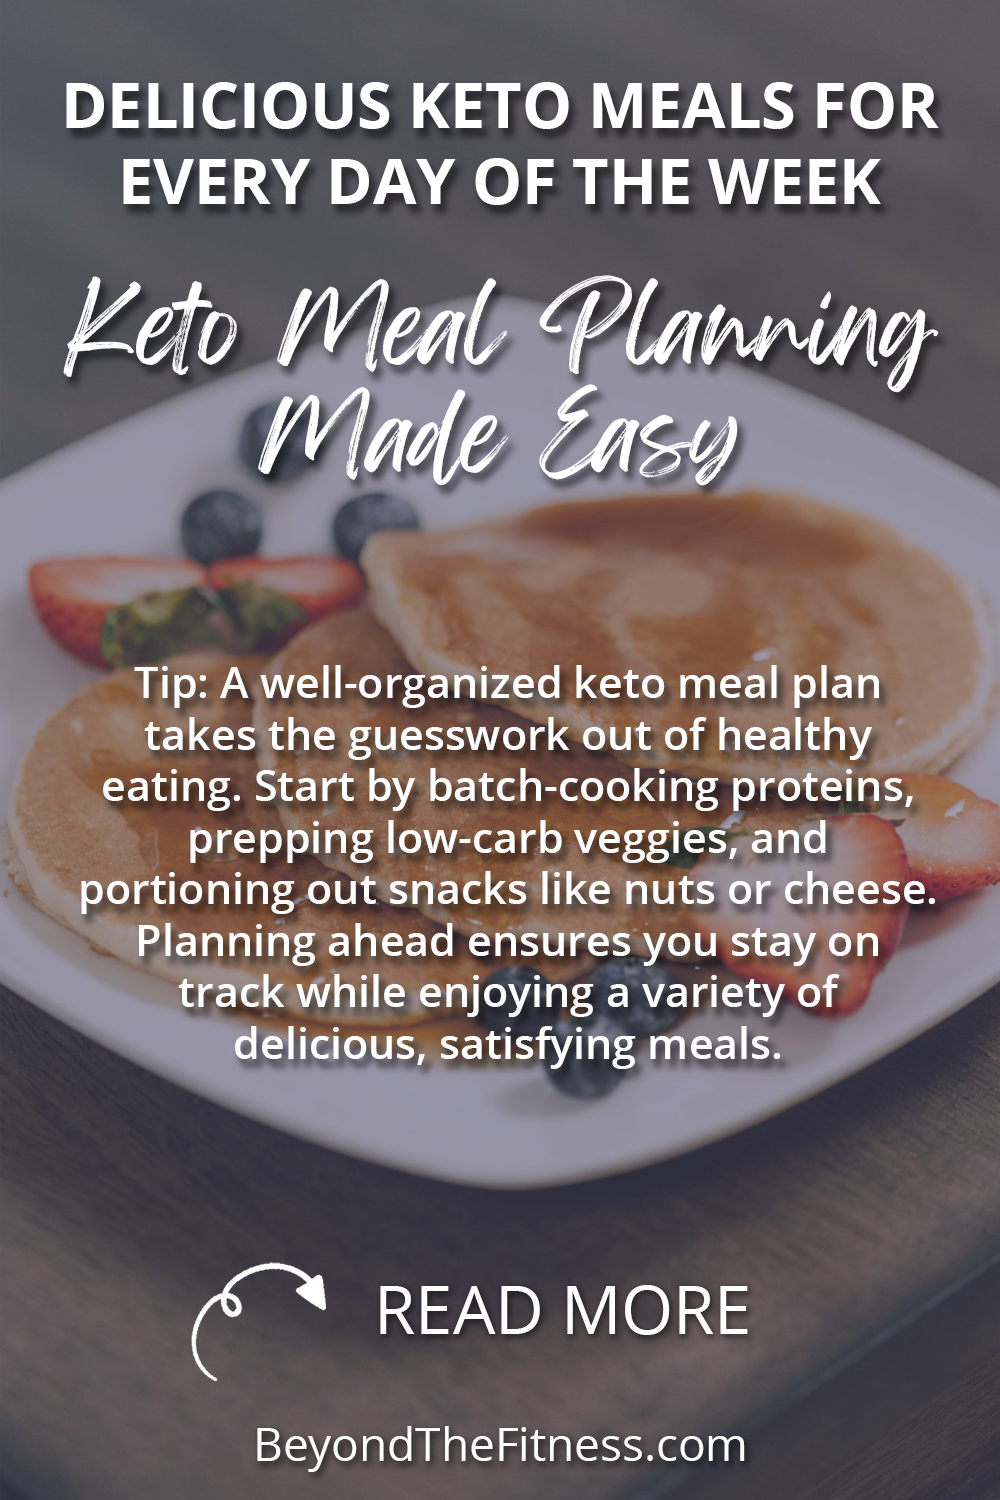 DELICIOUS KETO MEALS FOR
EVERY DAY OF THE WEEK
Keto Meal Planning
Made Easy
Tip: A well-organized keto meal plan
takes the guesswork out of healthy
eating. Start by batch-cooking proteins,
prepping low-carb veggies, and
portioning out snacks like nuts or cheese.
Planning ahead ensures you stay on
track while enjoying a variety of
delicious, satisfying meals.
READ MORE
BeyondTheFitness.com